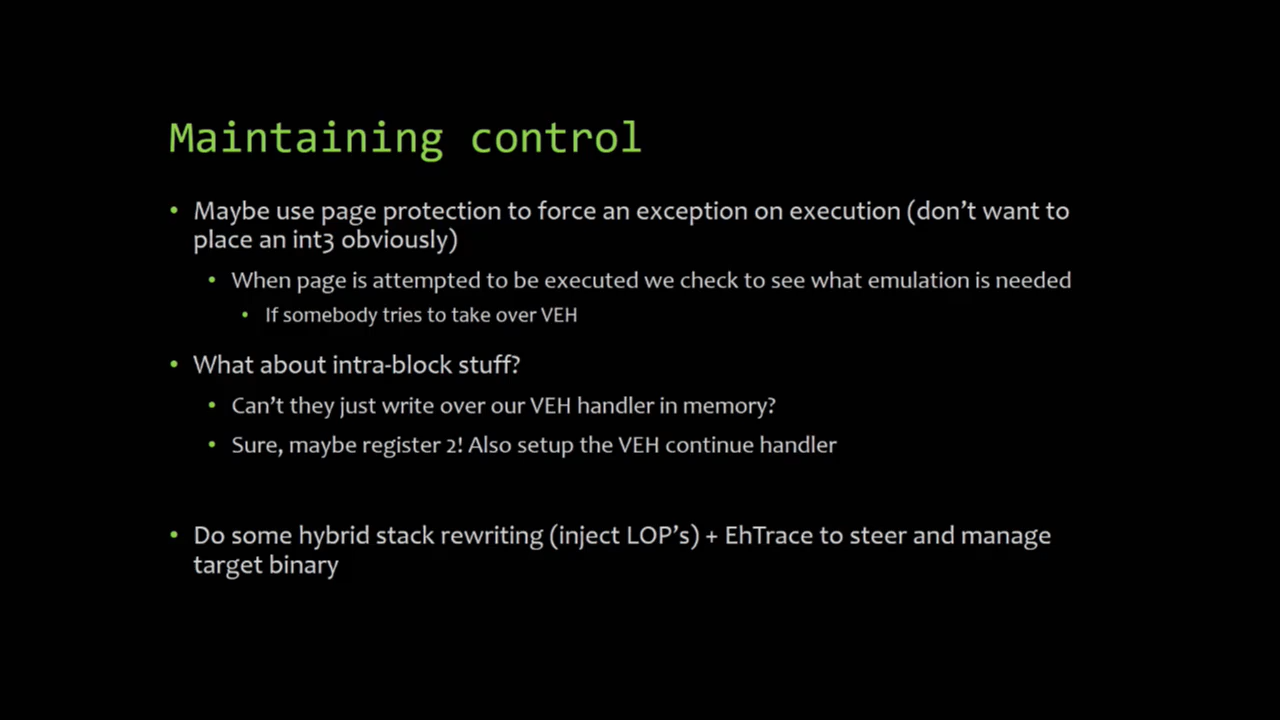 Maintaining control
• Maybe use page protection to force an exception on execution (don't want to
place an int3 obviously)
• When page is attempted to be executed we check to see what emulation is needed
• If somebody tries to take over VEH
• What about intra-block stuff?
• Can't they just write over our VEH handler in memory?
• Sure, maybe register 2! Also setup the VEH continue handler
• Do some hybrid stack rewriting (inject LOP's) + EhTrace to steer and manage
target binary